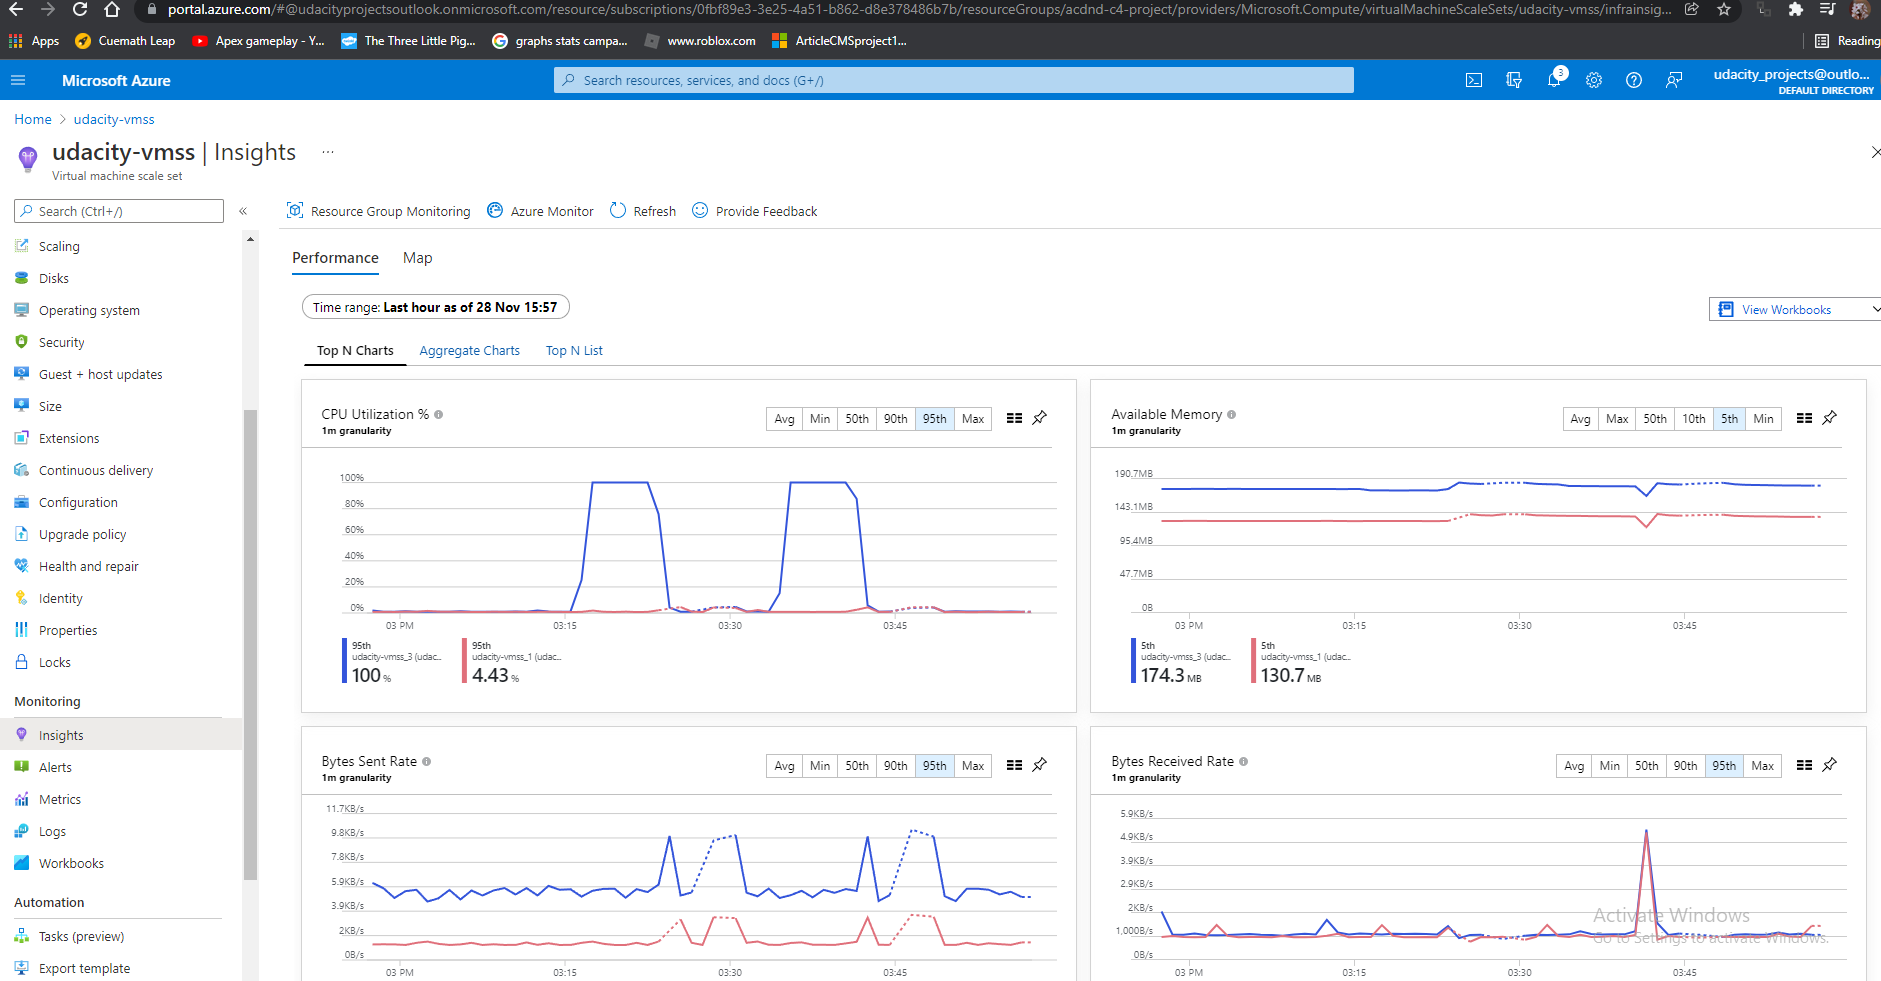 portal.azure.com/#@udacityprojectsoutlook.onmicrosoft.com/resource/subscriptions/0fbf89e3-3e25-4a51-b862-d8e378486b7b/resourceGroups/acdnd-c4-project/providers/Microsoft.Compute/virtualMachineScaleSets/udacity-vmss/infrainsig...
Apps Cuemath Leap Apex gameplay - Y... The Three Little Pig... graphs stats campa... www.roblox.com ArticleCMSproject1... Reading
Microsoft Azure
Search resources, services, and docs (G+/)
3
udacity_projects@outlo...
DEFAULT DIRECTORY
Home > udacity-vmss
udacity-vmss | Insights ...
Virtual machine scale set
Search (Ctrl+/)
«
Scaling
Disks
Operating system
Security
Guest + host updates
Size
Extensions
Continuous delivery
Configuration
Upgrade policy
Health and repair
Identity
Properties
Locks
Monitoring
Insights
Alerts
Metrics
Logs
Workbooks
Automation
Tasks (preview)
Export template
Resource Group Monitoring Azure Monitor Refresh Provide Feedback
Performance Map
Time range: Last hour as of 28 Nov 15:57
View Workbooks
Top N Charts Aggregate Charts Top N List
CPU Utilization %
1m granularity
Avg Min 50th 90th 95th Max
100%
80%
60%
40%
20%
0%
03 PM 03:15 03:30 03:45
95th
udacity-vmss_3 (udac...
100 %
95th
udacity-vmss_1 (udac...
4.43 %
Available Memory
1m granularity
Avg Max 50th 10th 5th Min
190.7MB
143.1MB
95.4MB
47.7MB
0B
03 PM 03:15 03:30 03:45
5th
udacity-vmss_3 (udac...
174.3 MB
5th
udacity-vmss_1 (udac...
130.7 MB
Bytes Sent Rate
1m granularity
Avg Min 50th 90th 95th Max
11.7KB/s
9.8KB/s
7.8KB/s
5.9KB/s
3.9KB/s
2KB/s
0B/s
03 PM 03:15 03:30 03:45
Bytes Received Rate
1m granularity
Avg Min 50th 90th 95th Max
5.9KB/s
4.9KB/s
3.9KB/s
2.9KB/s
2KB/s
1,000B/s
0B/s
03 PM 03:15 03:30 03:45
Activate Windows
Go to Settings to activate Windows.